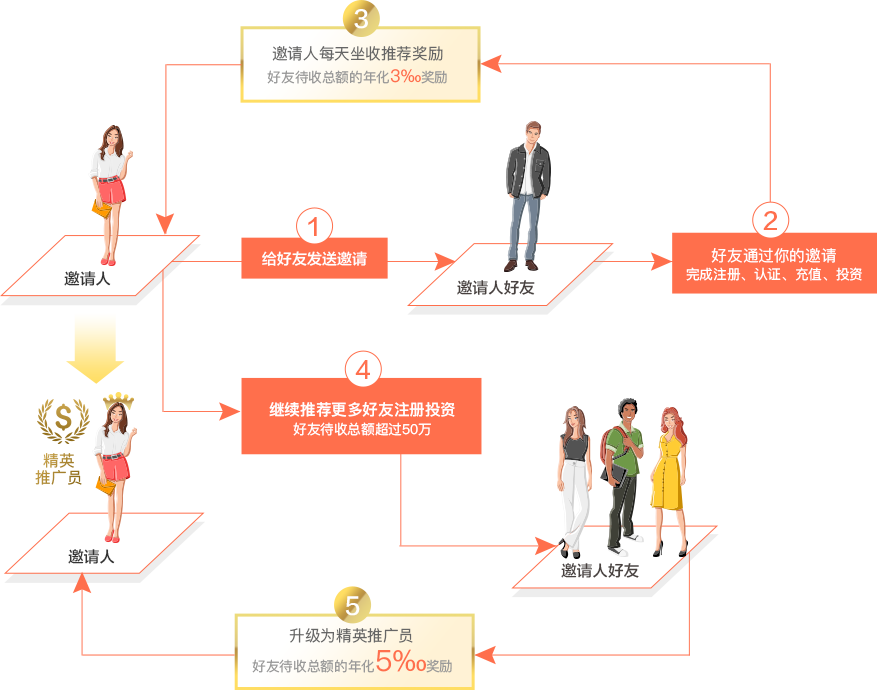 3
邀请人每天坐收推荐奖励
好友待收总额的年化3‰奖励
邀请人
1
给好友发送邀请
邀请人好友
2
好友通过你的邀请
完成注册、认证、充值、投资
4
继续推荐更多好友注册投资
好友待收总额超过50万
$
精英
推广员
邀请人
邀请人好友
5
升级为精英推广员
好友待收总额的年化5‰奖励